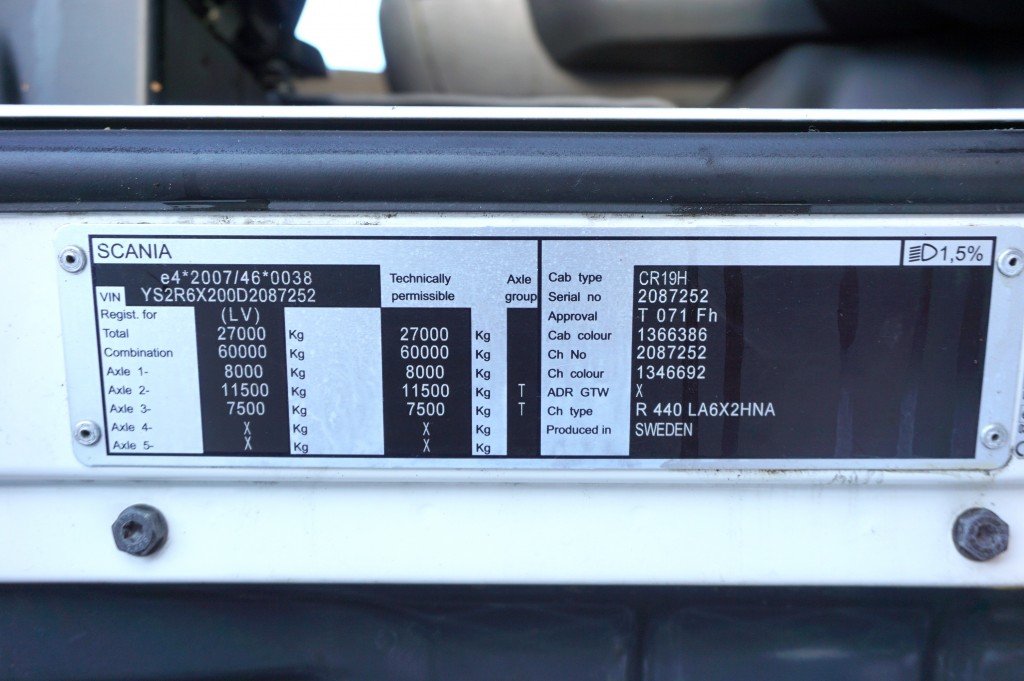 SCANIA
e4*2007/46*0038
VIN YS2R6X200D2087252
Technically permissible
Axle group
Regist. for (LV)
Total 27000 Kg 27000 Kg
Combination 60000 Kg 60000 Kg
Axle 1- 8000 Kg 8000 Kg
Axle 2- 11500 Kg 11500 Kg T
Axle 3- 7500 Kg 7500 Kg T
Axle 4- X Kg X Kg
Axle 5- X Kg X Kg
1,5%
Cab type CR19H
Serial no 2087252
Approval T 071 Fh
Cab colour 1366386
Ch No 2087252
Ch colour 1346692
ADR GTW X
Ch type R 440 LA6X2HNA
Produced in SWEDEN